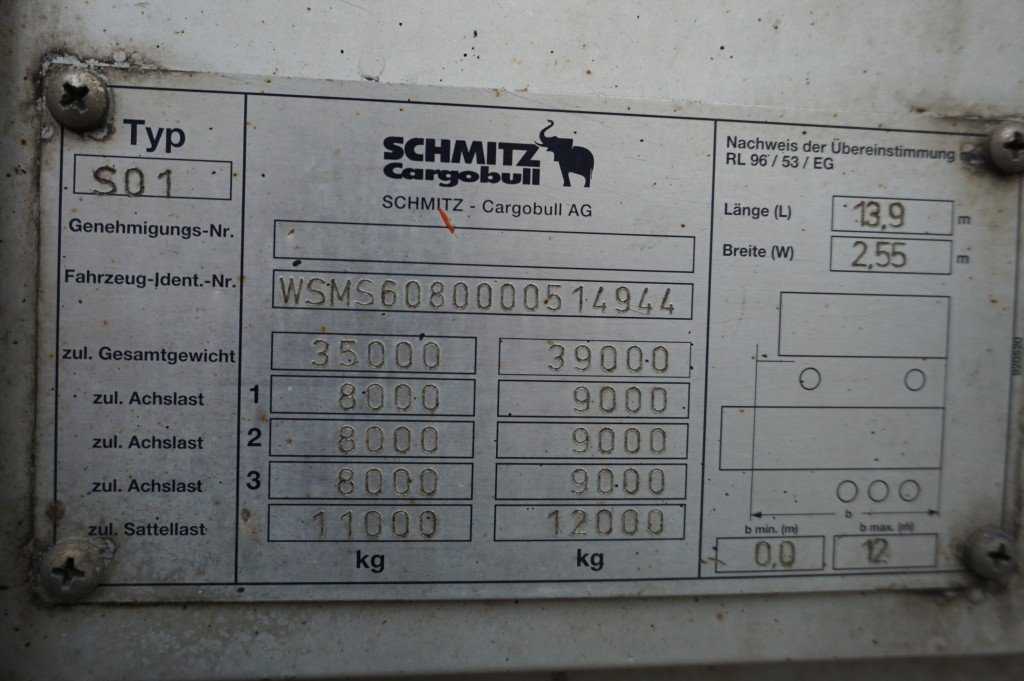 Typ
S01
SCHMITZ
Cargobull
SCHMITZ - Cargobull AG
Genehmigungs-Nr.
Fahrzeug-Ident.-Nr. WSMS6080000514944
zul. Gesamtgewicht 35000 39000
zul. Achslast 1 8000 9000
zul. Achslast 2 8000 9000
zul. Achslast 3 8000 9000
zul. Sattellast 11000 12000
kg kg
Nachweis der Übereinstimmung
RL 96 / 53 / EG
Länge (L) 13,9 m
Breite (W) 2,55 m
b
b min. (m) b max. (m)
0,0 12